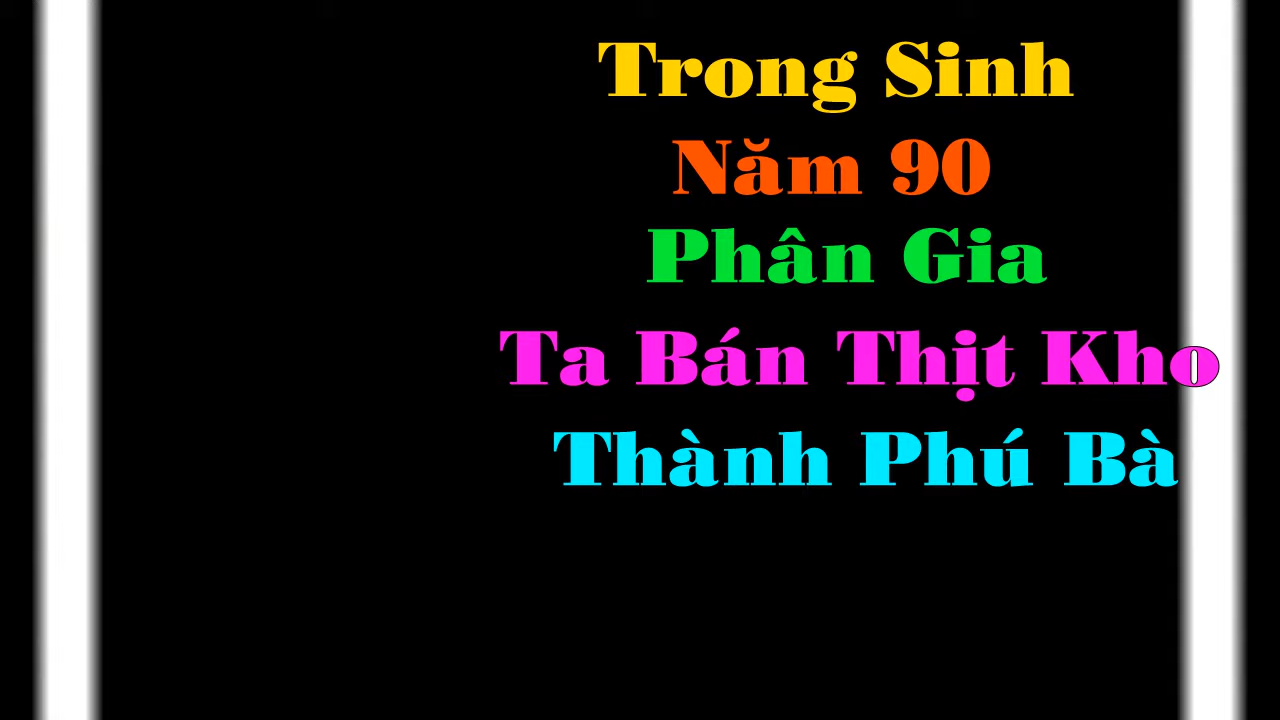 Trong Sinh
Năm 90
Phân Gia
Ta Bán Thịt Kho
Thành Phú Bà